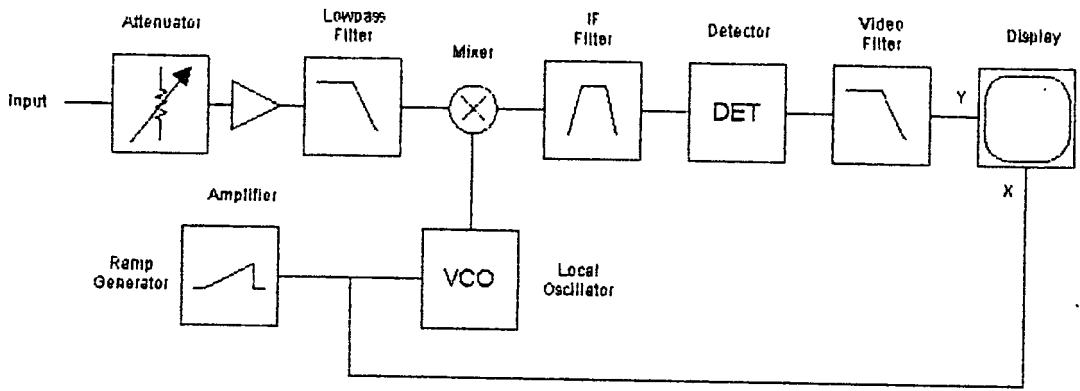 Attenuator
Lowpass
Filter
Mixer
IF
Filter
Detector
Video
Filter
Display
Input
DET
Y
X
Amplifier
Ramp
Generator
VCO
Local
Oscillator